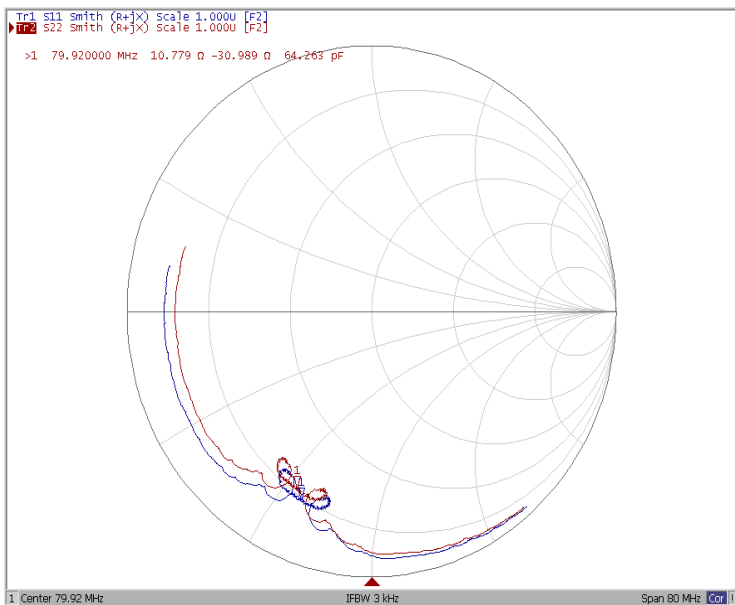 Tr1 S11 Smith (R+jX) Scale 1.000U [F2]
Tr2 S22 Smith (R+jX) Scale 1.000U [F2]
>1 79.920000 MHz 10.779 Ω -30.989 Ω 64.263 pF
1
1 Center 79.92 MHz IFBW 3 kHz Span 80 MHz Cor !